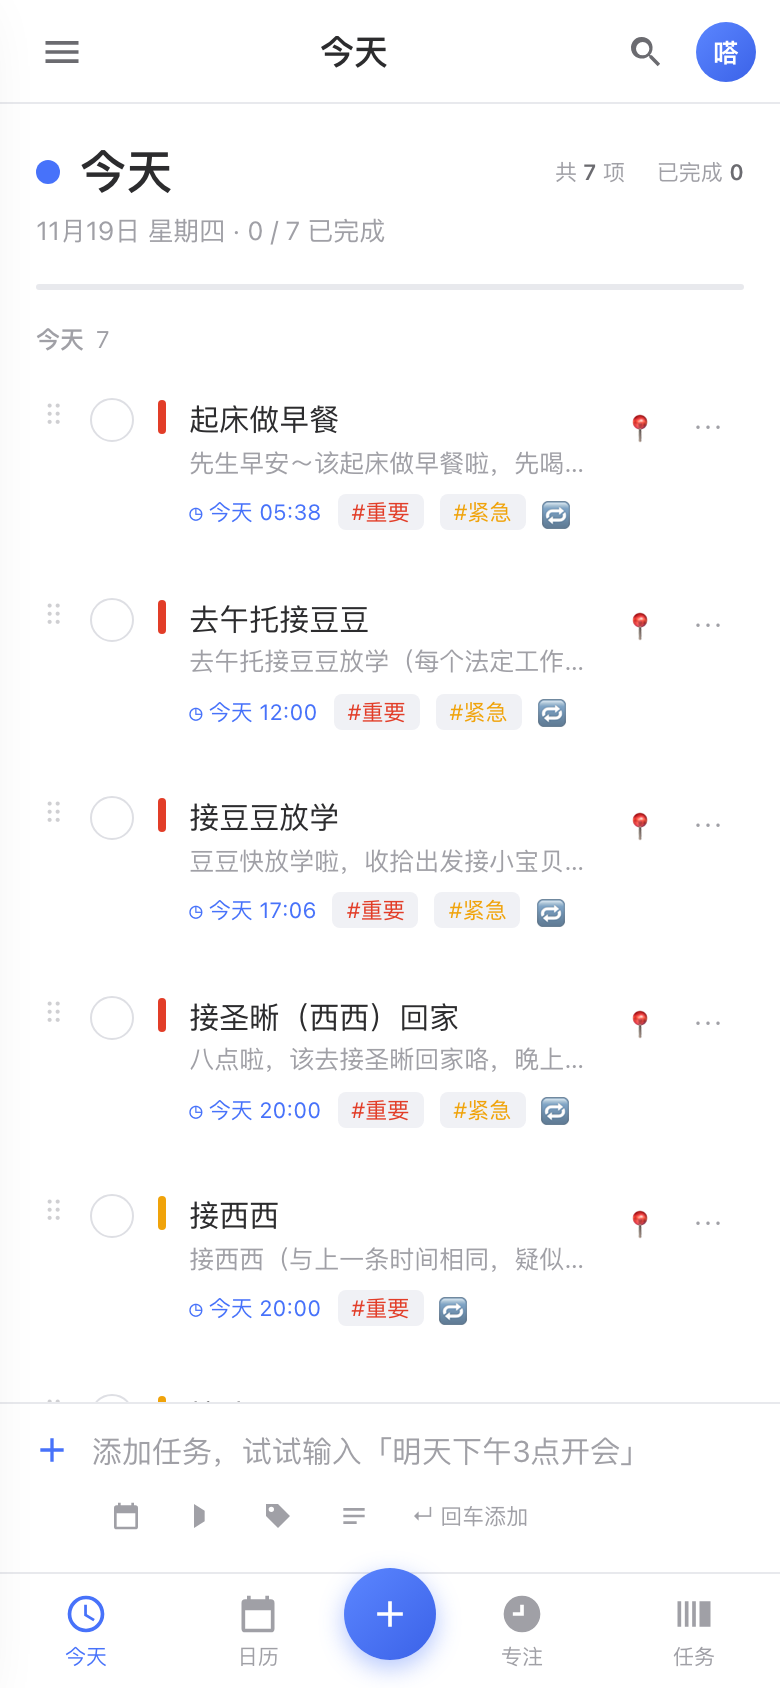 今天
嗒
今天
共 7 项 已完成 0
11月19日 星期四 · 0 / 7 已完成
今天 7
起床做早餐
先生早安～该起床做早餐啦，先喝...
今天 05:38 #重要 #紧急
去午托接豆豆
去午托接豆豆放学（每个法定工作...
今天 12:00 #重要 #紧急
接豆豆放学
豆豆快放学啦，收拾出发接小宝贝...
今天 17:06 #重要 #紧急
接圣晰（西西）回家
八点啦，该去接圣晰回家咯，晚上...
今天 20:00 #重要 #紧急
接西西
接西西（与上一条时间相同，疑似...
今天 20:00 #重要
添加任务，试试输入「明天下午3点开会」
回车添加
今天 日历 专注 任务